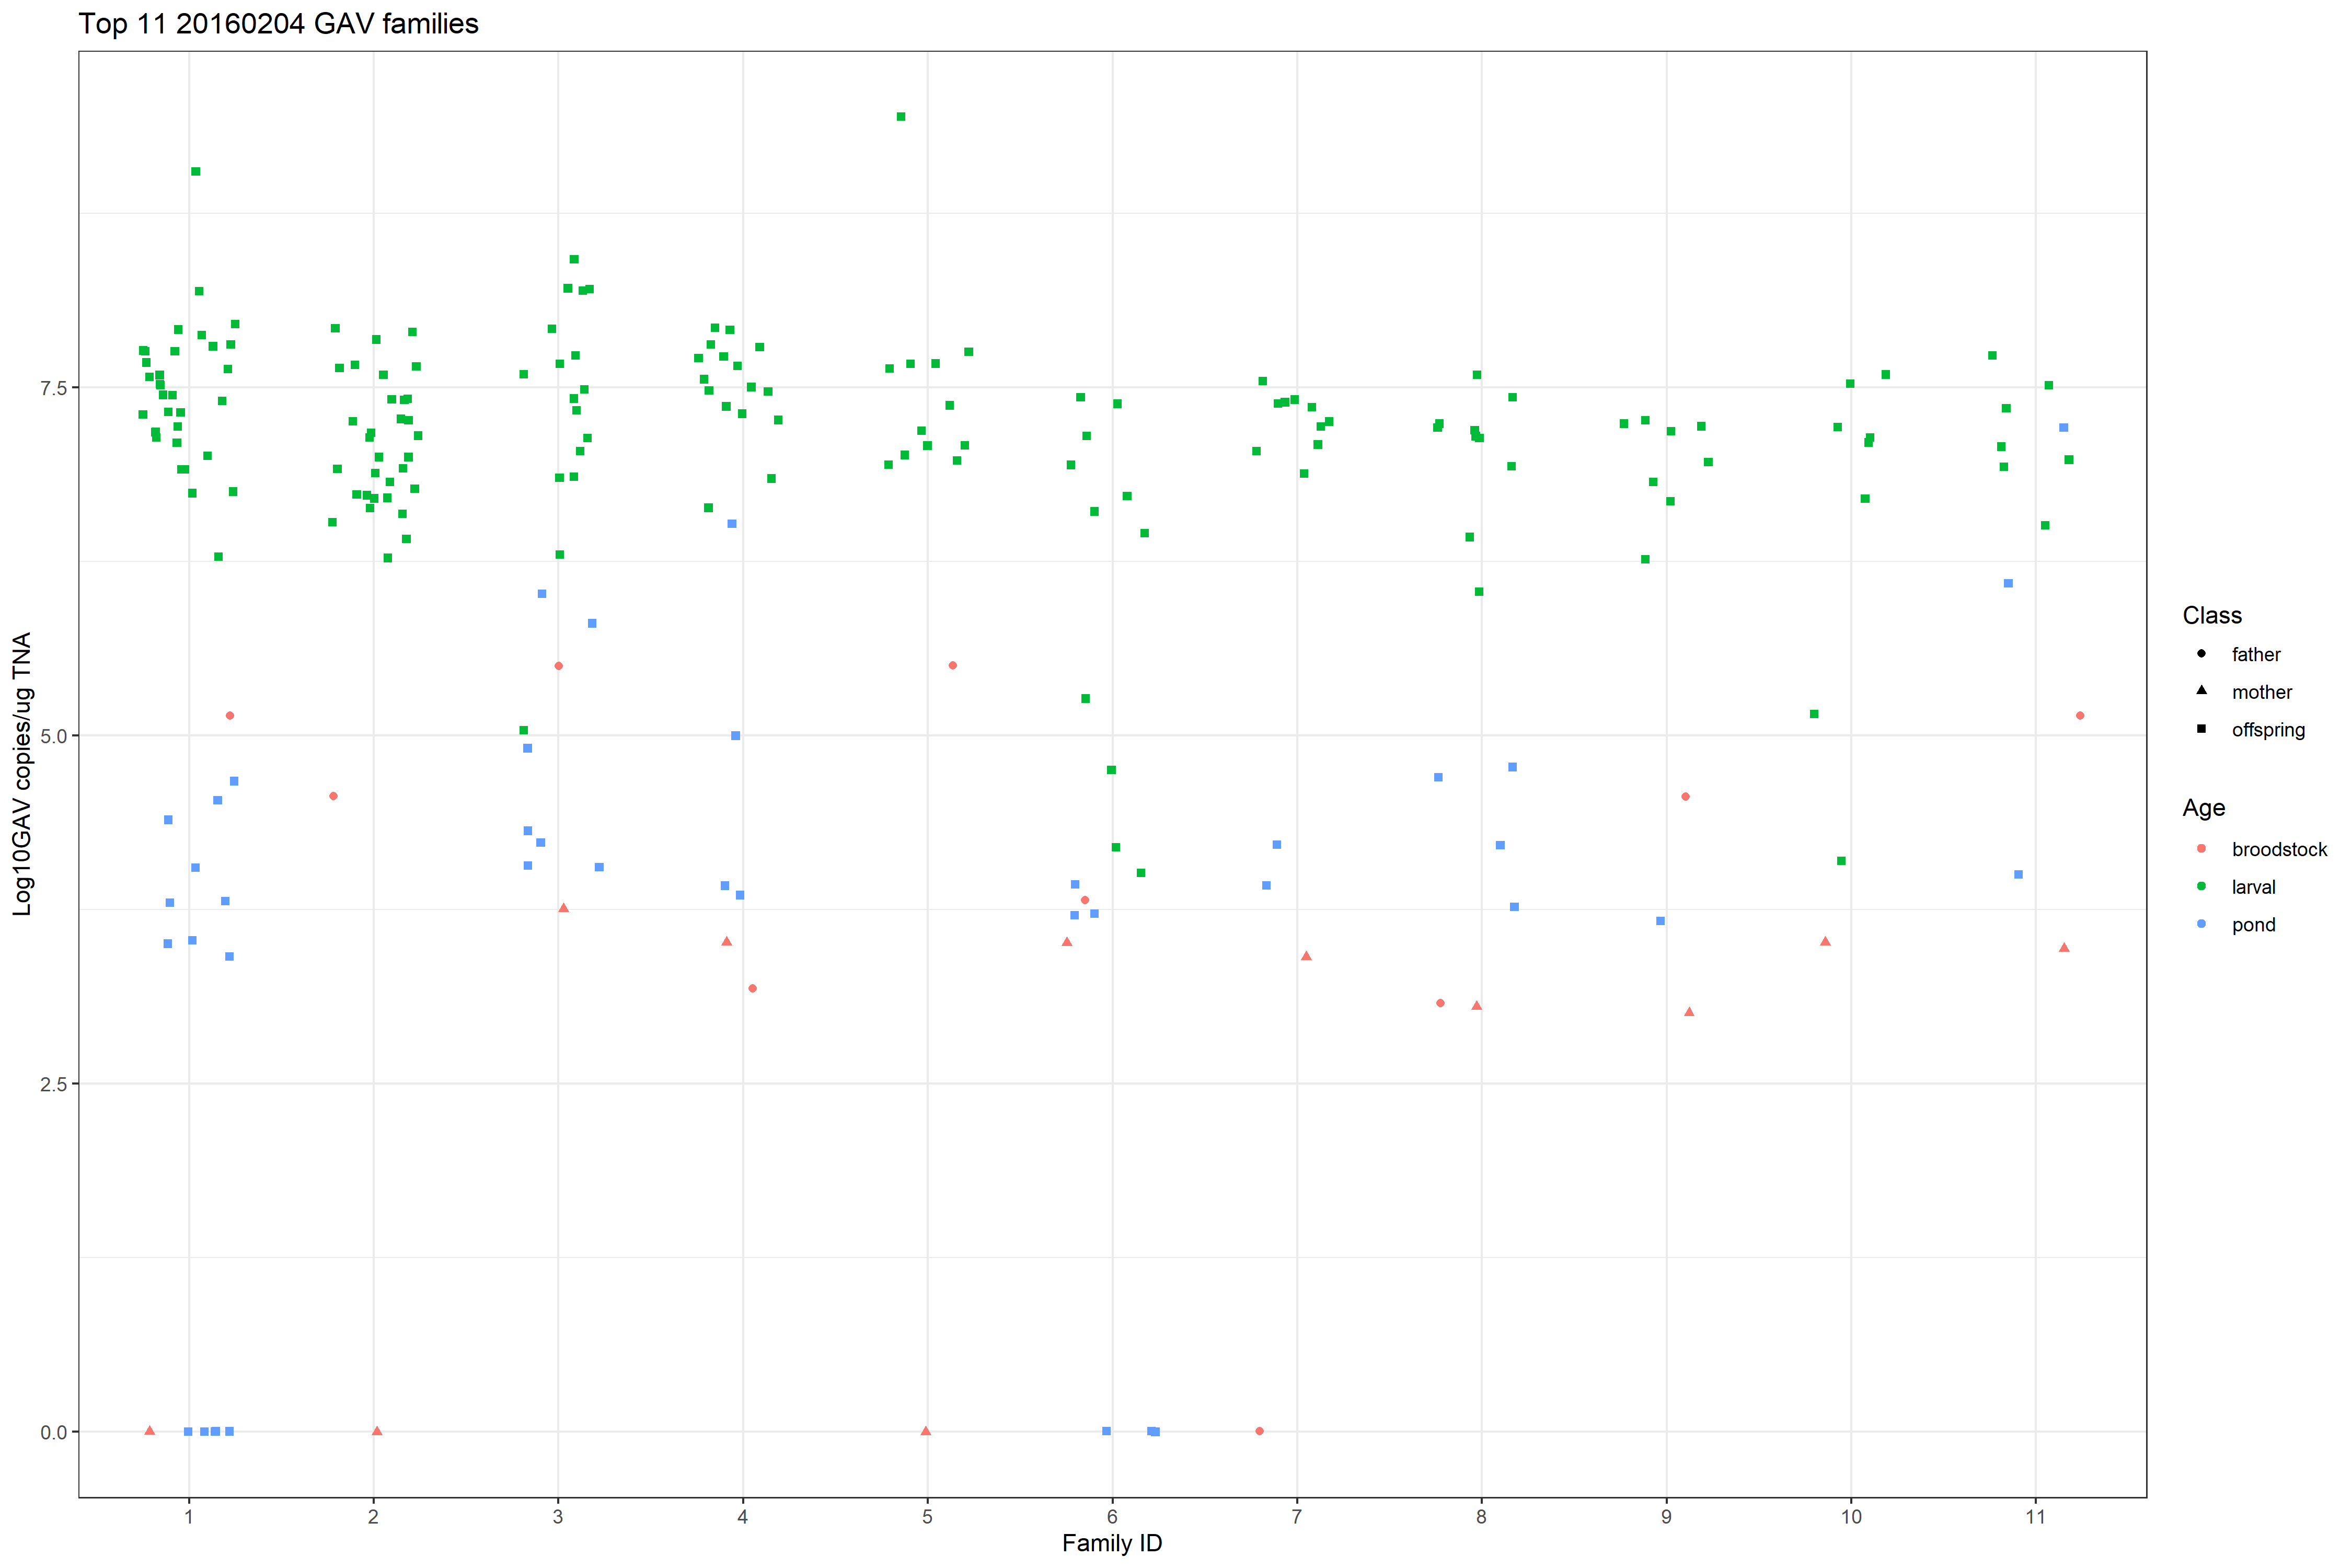 Top 11 20160204 GAV families
Log10GAV copies/ug TNA
7.5
5.0
2.5
0.0
1 2 3 4 5 6 7 8 9 10 11
Family ID
Class
father
mother
offspring
Age
broodstock
larval
pond